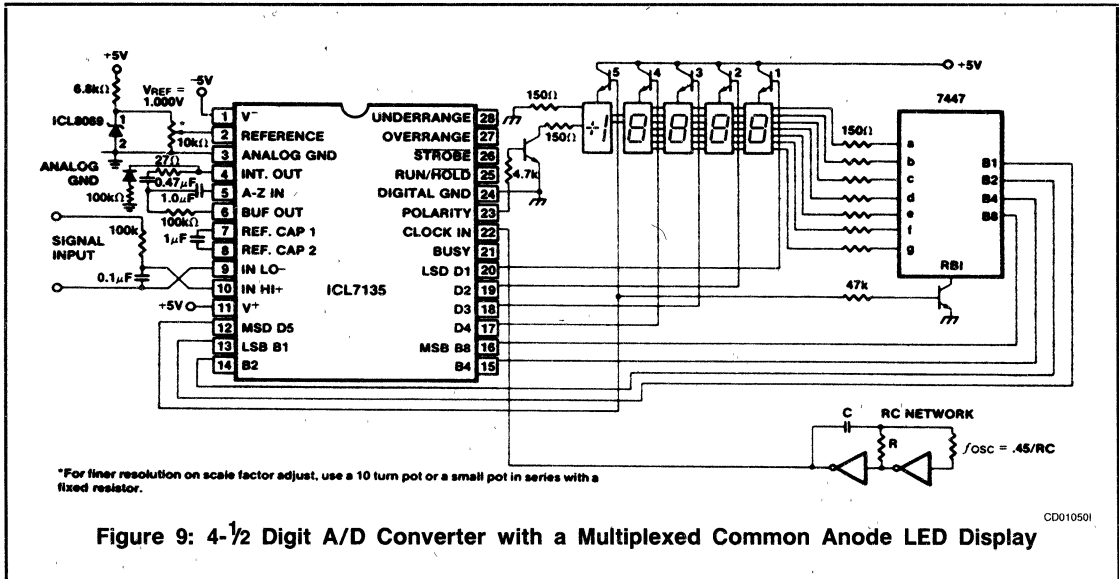 +5V
6.8kΩ
ICL8069
1
2
VREF =
1.000V
-5V
*
10kΩ
27Ω
ANALOG
GND
0.47µF
1.0µF
100kΩ
100kΩ
1µF
100k
SIGNAL
INPUT
0.1µF
+5V
1 V⁻
2 REFERENCE
3 ANALOG GND
4 INT. OUT
5 A-Z IN
6 BUF OUT
7 REF. CAP 1
8 REF. CAP 2
9 IN LO-
10 IN HI+
11 V⁺
12 MSD D5
13 LSB B1
14 B2
ICL7135
UNDERRANGE 28
OVERRANGE 27
STROBE 26
RUN/HOLD 25
DIGITAL GND 24
POLARITY 23
CLOCK IN 22
BUSY 21
LSD D1 20
D2 19
D3 18
D4 17
MSB B8 16
B4 15
150Ω
150Ω
4.7k
5
4
3
2
1
+5V
7447
150Ω
a
b
c
d
e
f
g
B1
B2
B4
B8
RBI
47k
C
RC NETWORK
R
fOSC = .45/RC
*For finer resolution on scale factor adjust, use a 10 turn pot or a small pot in series with a
fixed resistor.
CD01050I
Figure 9: 4-1/2 Digit A/D Converter with a Multiplexed Common Anode LED Display